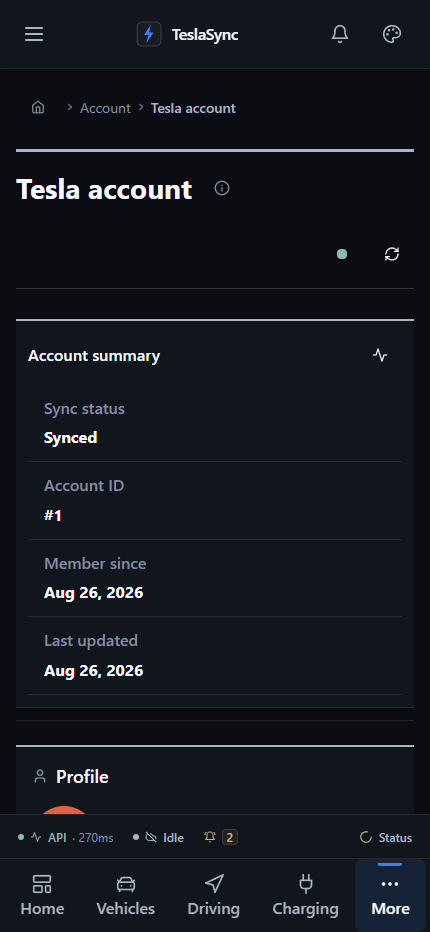 TeslaSync
Account
Tesla account
Tesla account
Account summary
Sync status
Synced
Account ID
#1
Member since
Aug 26, 2026
Last updated
Aug 26, 2026
Profile
API · 270ms Idle 2 Status
Home Vehicles Driving Charging More